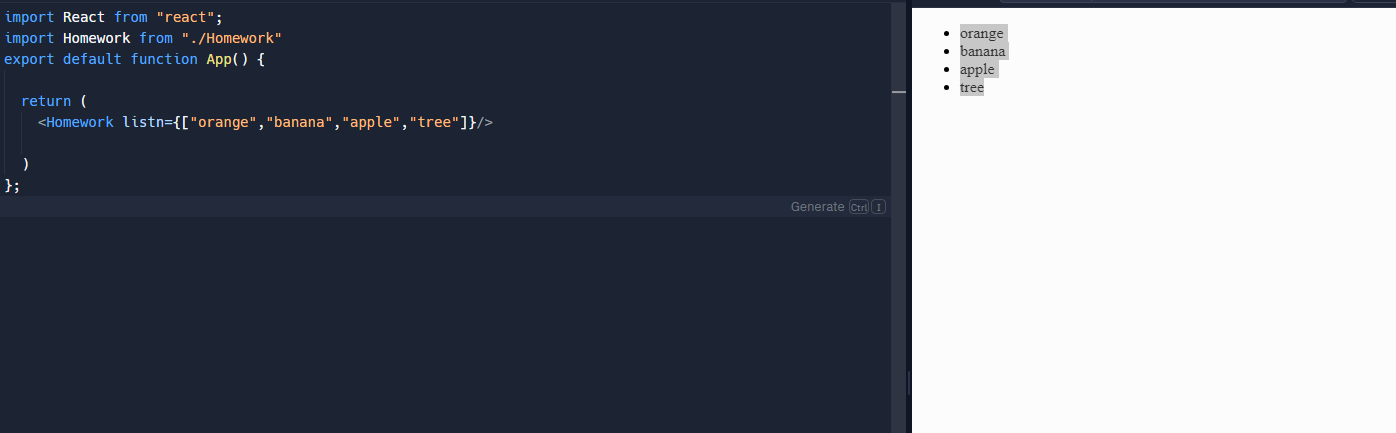 import React from "react";
import Homework from "./Homework"
export default function App() {
return (
<Homework listn={["orange","banana","apple","tree"]}/>
)
};
Generate Ctrl I
orange
banana
apple
tree